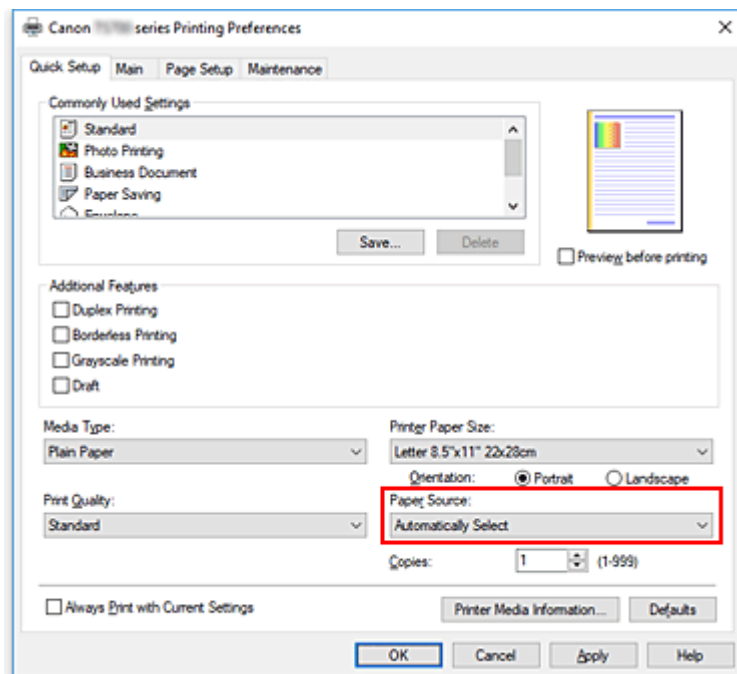 Canon series Printing Preferences
Quick Setup Main Page Setup Maintenance
Commonly Used Settings
Standard
Photo Printing
Business Document
Paper Saving
Envelope
Save... Delete
Preview before printing
Additional Features
Duplex Printing
Borderless Printing
Grayscale Printing
Draft
Media Type:
Plain Paper
Printer Paper Size:
Letter 8.5"x11" 22x28cm
Orientation: Portrait Landscape
Print Quality:
Standard
Paper Source:
Automatically Select
Copies: 1 (1-999)
Always Print with Current Settings
Printer Media Information... Defaults
OK Cancel Apply Help